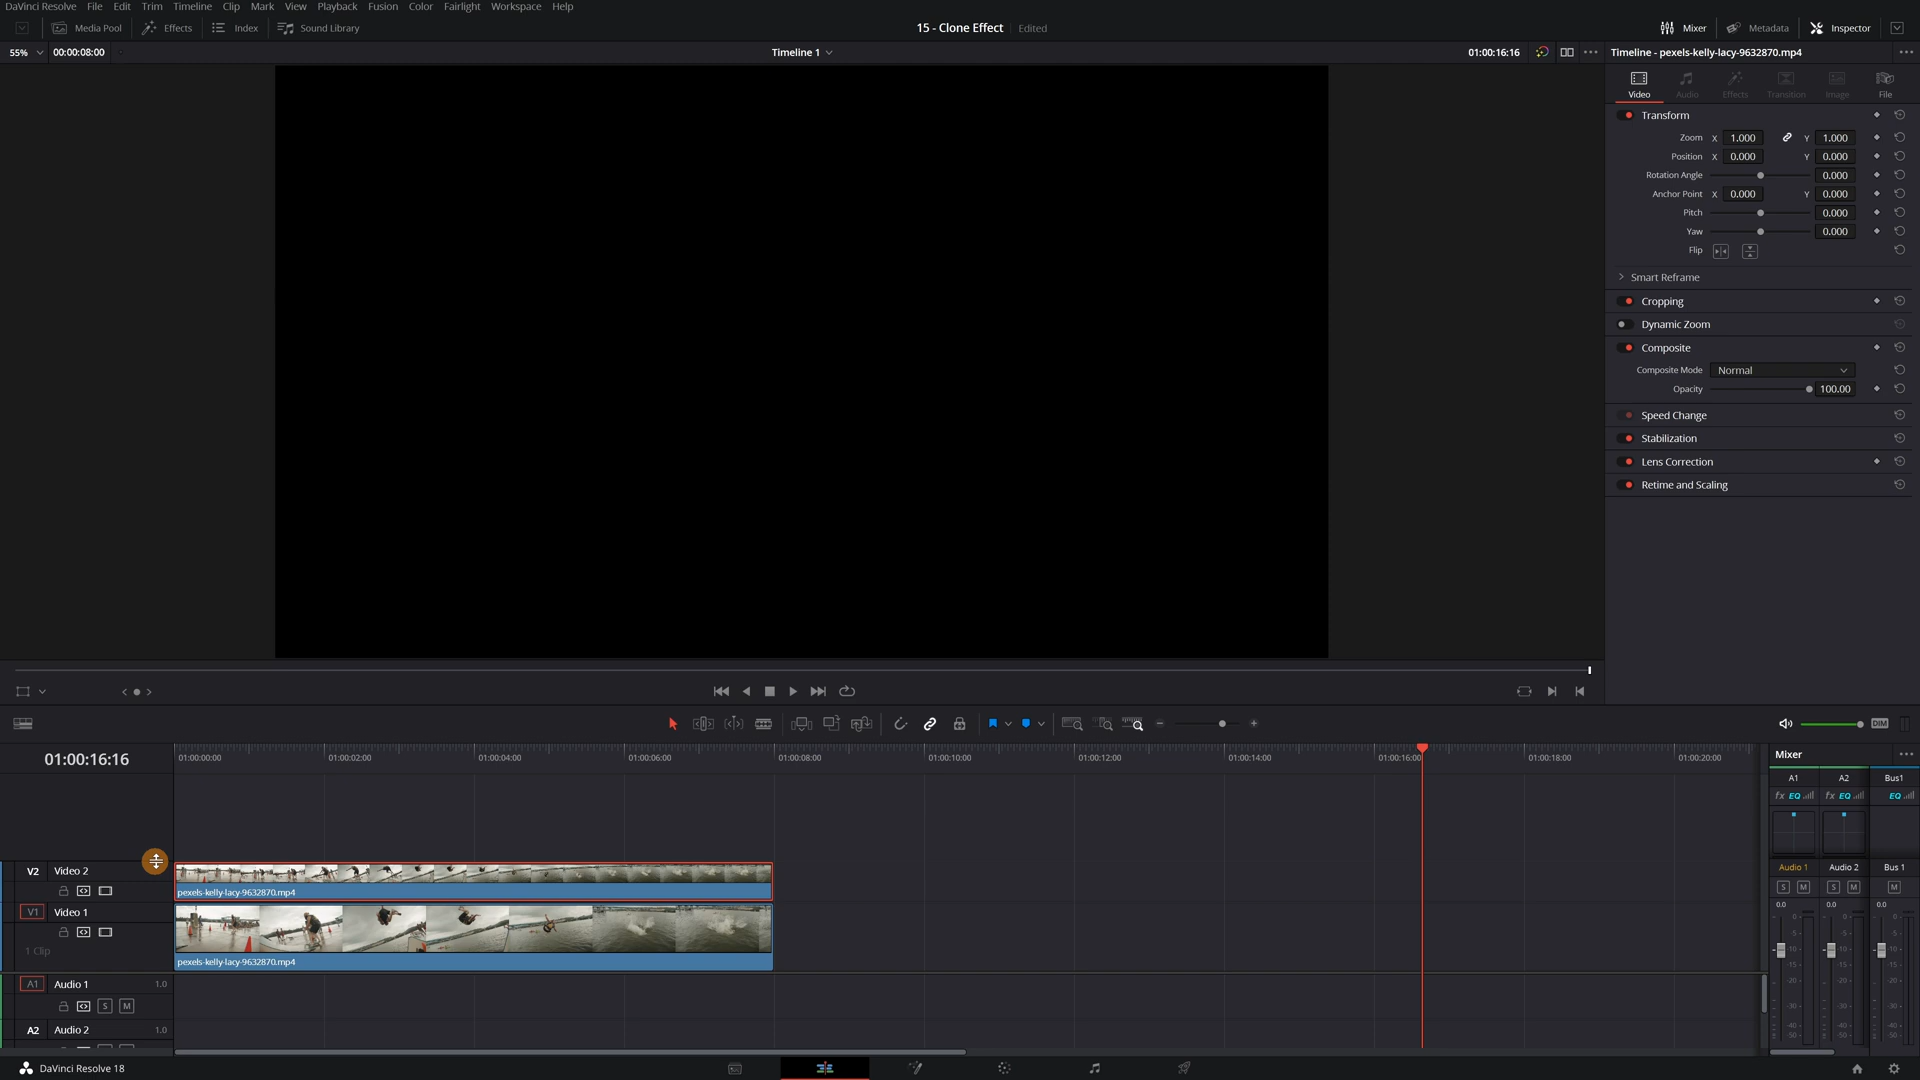 DaVinci Resolve File Edit Trim Timeline Clip Mark View Playback Fusion Color Fairlight Workspace Help
Media Pool Effects Index Sound Library 15 - Clone Effect Edited Mixer Metadata Inspector
55% 00:00:08:00 Timeline 1 01:00:16:16 Timeline - pexels-kelly-lacy-9632870.mp4
Video Audio Effects Transition Image File
Transform
Zoom X 1.000 Y 1.000
Position X 0.000 Y 0.000
Rotation Angle 0.000
Anchor Point X 0.000 Y 0.000
Pitch 0.000
Yaw 0.000
Flip
Smart Reframe
Cropping
Dynamic Zoom
Composite
Composite Mode Normal
Opacity 100.00
Speed Change
Stabilization
Lens Correction
Retime and Scaling
DIM
01:00:16:16 01:00:00:00 01:00:02:00 01:00:04:00 01:00:06:00 01:00:08:00 01:00:10:00 01:00:12:00 01:00:14:00 01:00:16:00 01:00:18:00 01:00:20:00
Mixer
A1 A2 Bus1
fx EQ fx EQ EQ
V2 Video 2
pexels-kelly-lacy-9632870.mp4
V1 Video 1
1 Clip
pexels-kelly-lacy-9632870.mp4
A1 Audio 1 1.0
S M
A2 Audio 2 1.0
Audio 1 Audio 2 Bus 1
S M S M M
0.0 0.0 0.0
DaVinci Resolve 18